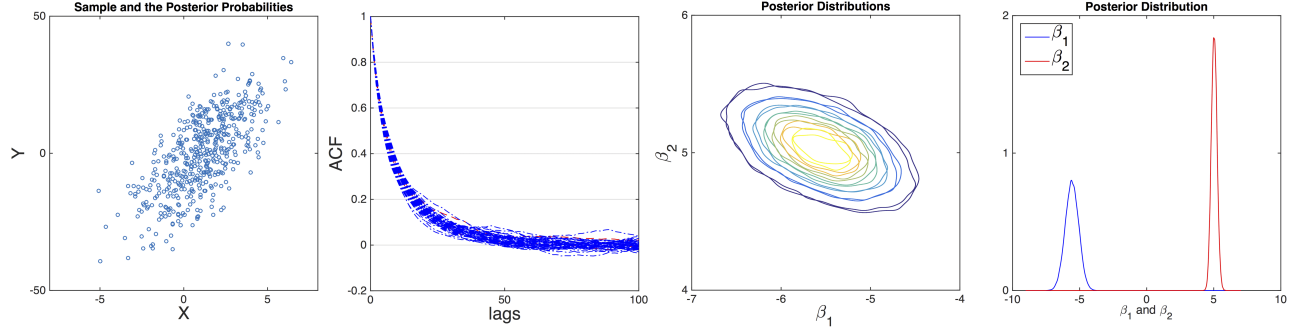 Sample and the Posterior Probabilities
50
0
-50
-5
0
5
Y
X
1
0.8
0.6
0.4
0.2
0
-0.2
0
50
100
ACF
lags
Posterior Distributions
6
5
4
-7
-6
-5
-4
β2
β1
Posterior Distribution
2
1
0
-10
-5
0
5
10
β1
β2
β1 and β2